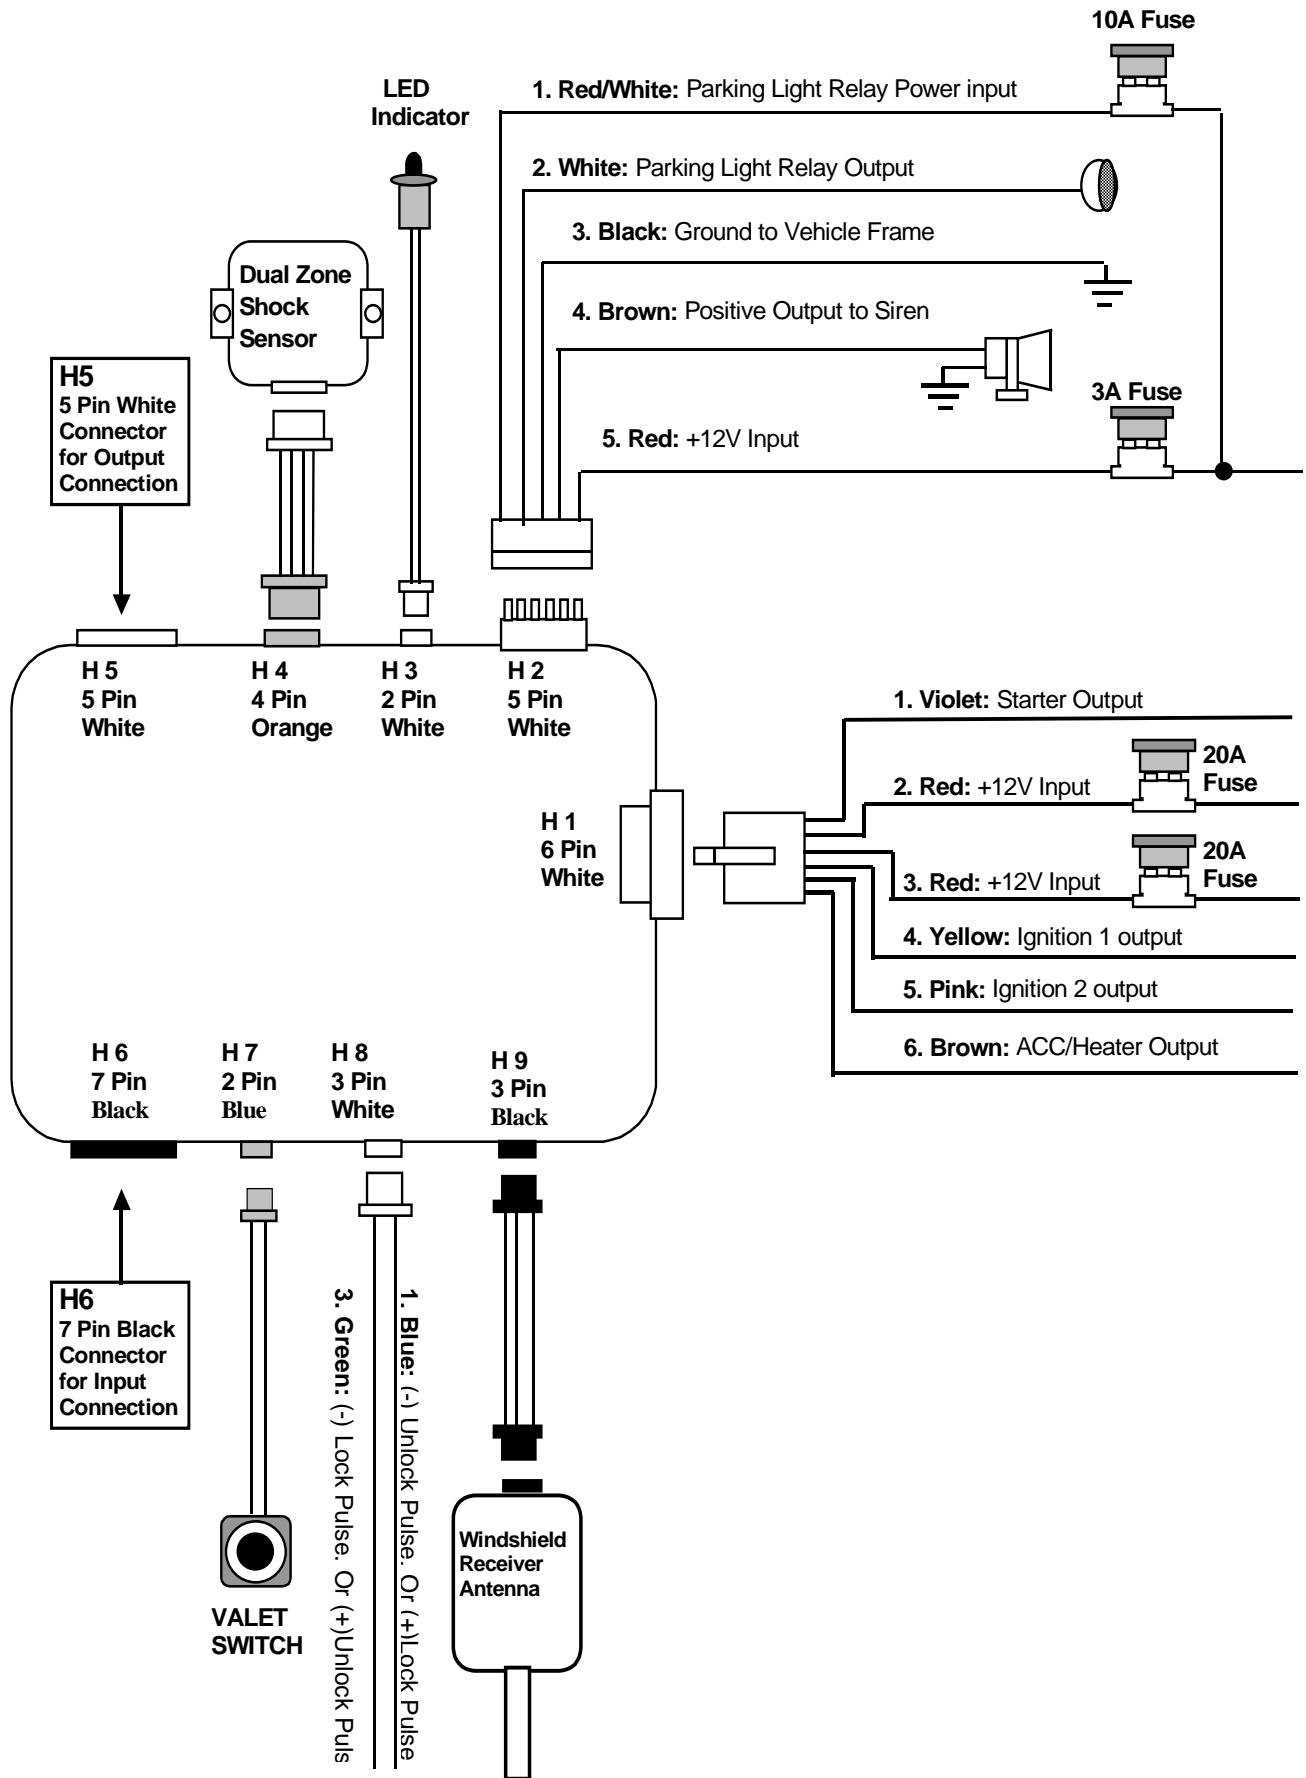 10A Fuse
LED
Indicator
1. Red/White: Parking Light Relay Power input
2. White: Parking Light Relay Output
3. Black: Ground to Vehicle Frame
Dual Zone
Shock
Sensor
4. Brown: Positive Output to Siren
H5
5 Pin White
Connector
for Output
Connection
3A Fuse
5. Red: +12V Input
H 5
5 Pin
White
H 4
4 Pin
Orange
H 3
2 Pin
White
H 2
5 Pin
White
1. Violet: Starter Output
20A
Fuse
2. Red: +12V Input
H 1
6 Pin
White
20A
Fuse
3. Red: +12V Input
4. Yellow: Ignition 1 output
5. Pink: Ignition 2 output
6. Brown: ACC/Heater Output
H 6
7 Pin
Black
H 7
2 Pin
Blue
H 8
3 Pin
White
H 9
3 Pin
Black
H6
7 Pin Black
Connector
for Input
Connection
1. Blue: (-) Unlock Pulse. Or (+)Lock Pulse
3. Green: (-) Lock Pulse. Or (+)Unlock Puls
VALET
SWITCH
Windshield
Receiver
Antenna